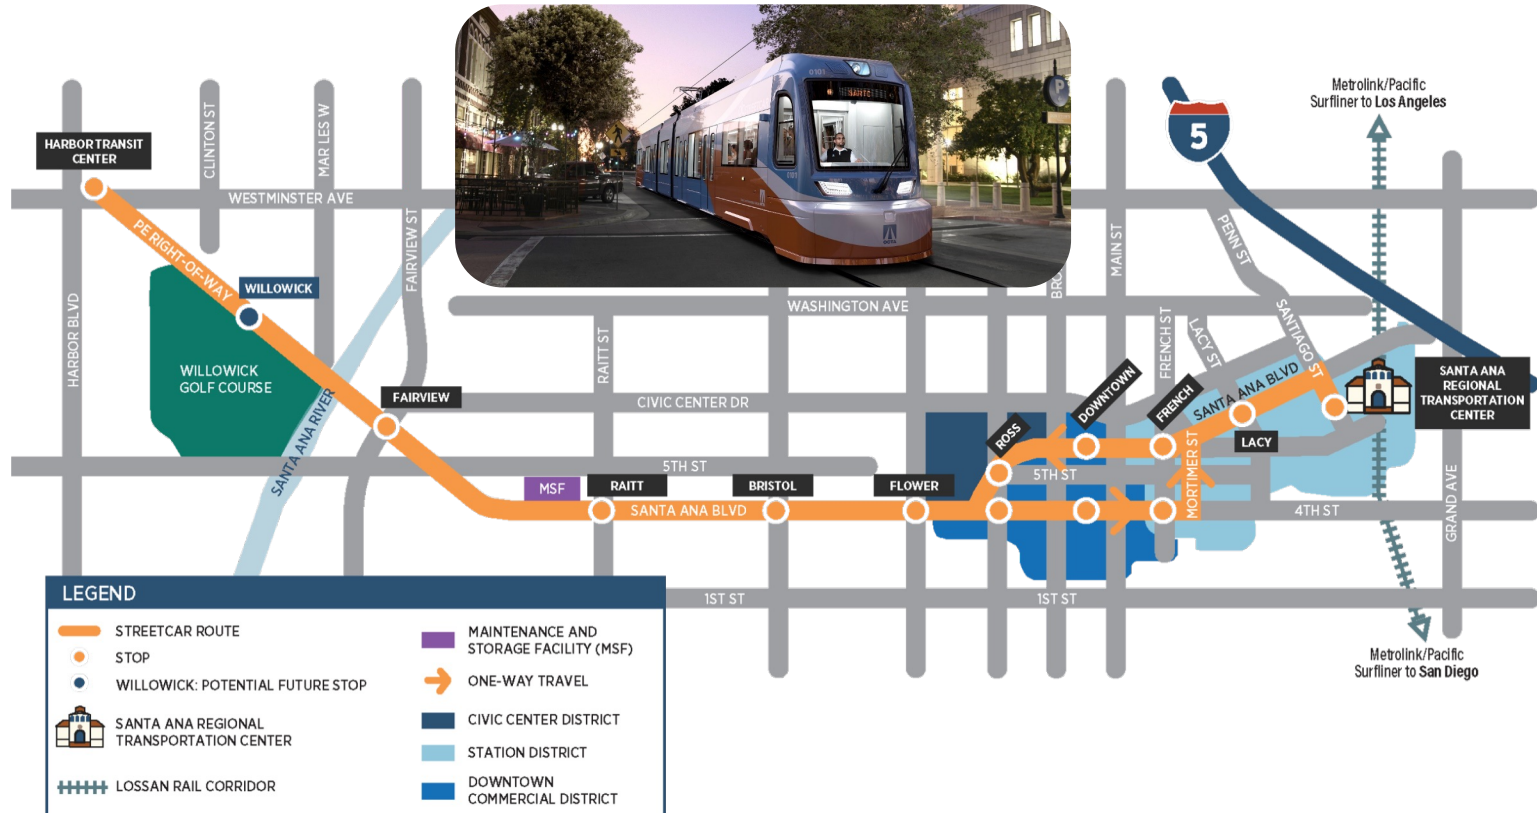 HARBOR TRANSIT
CENTER
CLINTON ST
MAR LES W
WESTMINSTER AVE
FAIRVIEW ST
PE RIGHT-OF-WAY
WILLOWICK
HARBOR BLVD
WILLOWICK
GOLF COURSE
SANTA ANA RIVER
FAIRVIEW
0101
P
5
Metrolink/Pacific
Surfliner to Los Angeles
MAIN ST
PENN ST
WASHINGTON AVE
BRO
RAITT ST
FRENCH ST
LACY ST
SANTIAGO ST
CIVIC CENTER DR
DOWNTOWN
FRENCH
SANTA ANA BLVD
SANTA ANA
REGIONAL
TRANSPORTATION
CENTER
ROSS
LACY
5TH ST
5TH ST
MORTIMER ST
MSF
RAITT
BRISTOL
FLOWER
SANTA ANA BLVD
4TH ST
GRAND AVE
1ST ST
1ST ST
Metrolink/Pacific
Surfliner to San Diego
LEGEND
STREETCAR ROUTE
STOP
WILLOWICK: POTENTIAL FUTURE STOP
SANTA ANA REGIONAL
TRANSPORTATION CENTER
LOSSAN RAIL CORRIDOR
MAINTENANCE AND
STORAGE FACILITY (MSF)
ONE-WAY TRAVEL
CIVIC CENTER DISTRICT
STATION DISTRICT
DOWNTOWN
COMMERCIAL DISTRICT